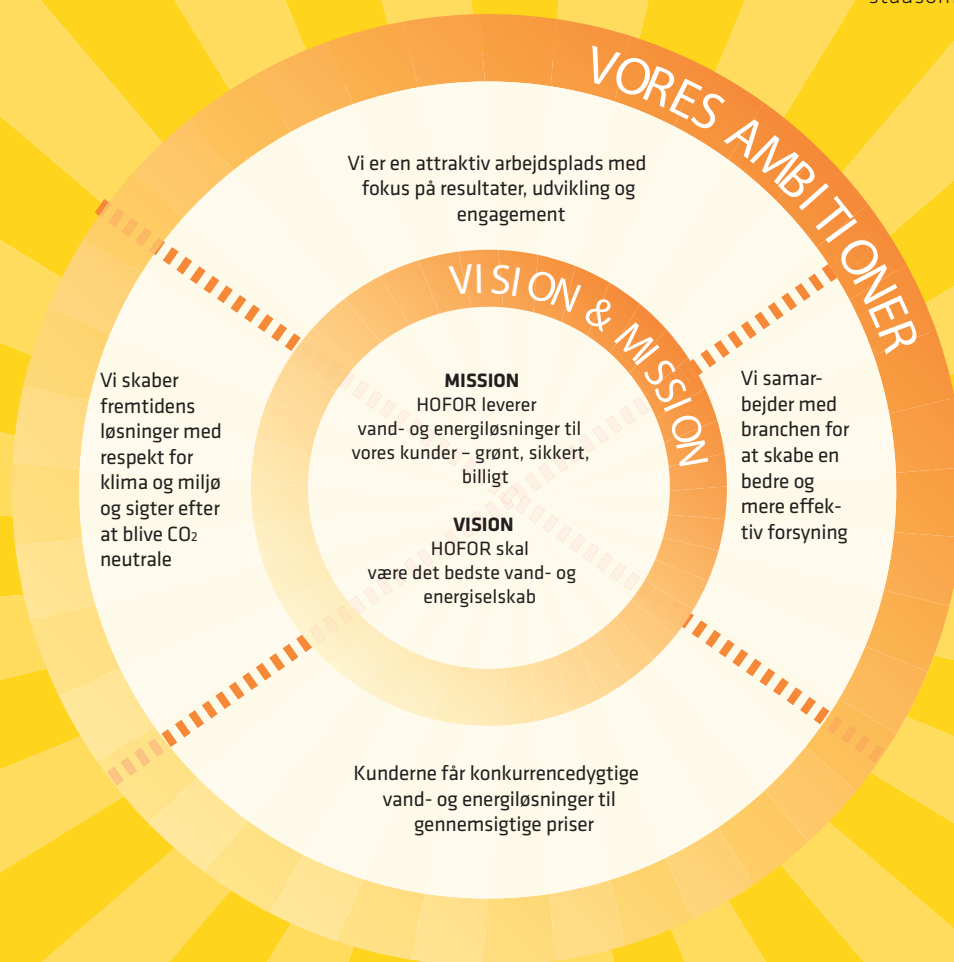 VORES AMBITIONER
Vi er en attraktiv arbejdsplads med
fokus på resultater, udvikling og
engagement
VISION & MISSION
MISSION
HOFOR leverer
vand- og energiløsninger til
vores kunder – grønt, sikkert,
billigt
VISION
HOFOR skal
være det bedste vand- og
energiselskab
Vi skaber
fremtidens
løsninger med
respekt for
klima og miljø
og sigter efter
at blive CO₂
neutrale
Vi samar-
bejder med
branchen for
at skabe en
bedre og
mere effek-
tiv forsyning
Kunderne får konkurrencedygtige
vand- og energiløsninger til
gennemsigtige priser